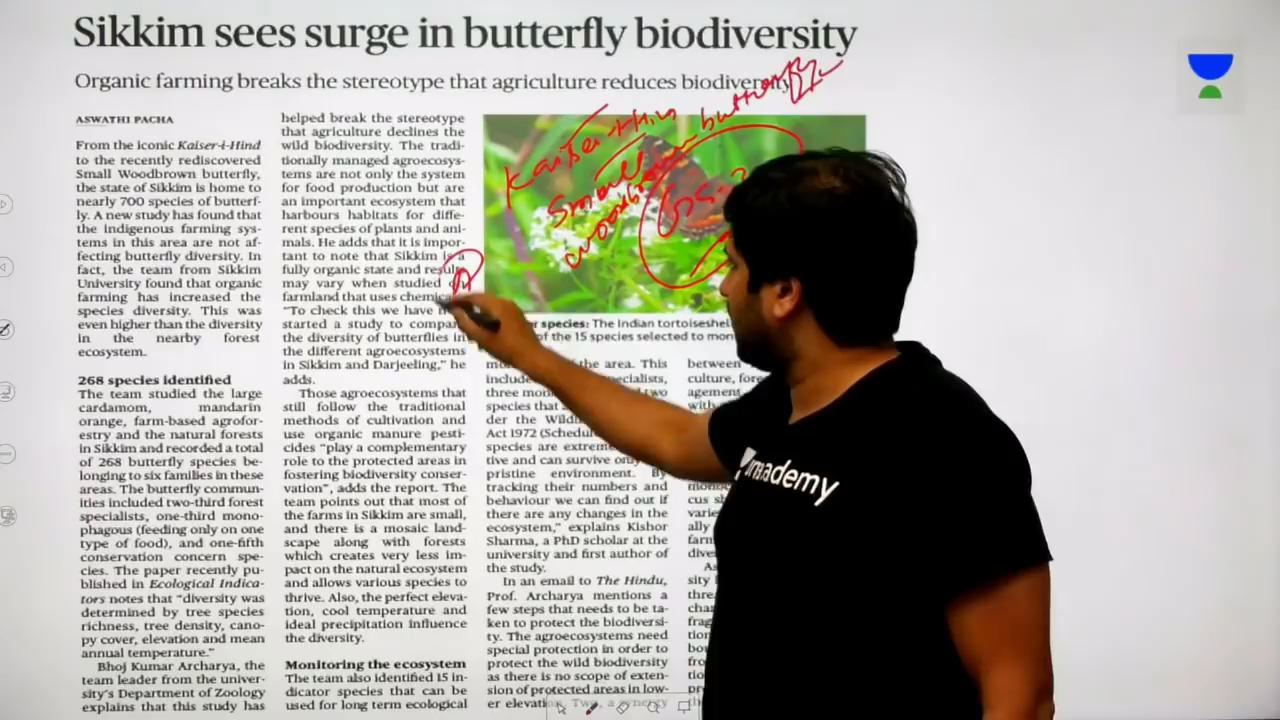 Sikkim sees surge in butterfly biodiversity
Organic farming breaks the stereotype that agriculture reduces biodiversity
ASWATHI PACHA
From the iconic Kaiser-i-Hind
to the recently rediscovered
Small Woodbrown butterfly,
the state of Sikkim is home to
nearly 700 species of butterf-
ly. A new study has found that
the indigenous farming sys-
tems in this area are not af-
fecting butterfly diversity. In
fact, the team from Sikkim
University found that organic
farming has increased the
species diversity. This was
even higher than the diversity
in the nearby forest
ecosystem.
268 species identified
The team studied the large
cardamom, mandarin
orange, farm-based agrofor-
estry and the natural forests
in Sikkim and recorded a total
of 268 butterfly species be-
longing to six families in these
areas. The butterfly commun-
ities included two-third forest
specialists, one-third mono-
phagous (feeding only on one
type of food), and one-fifth
conservation concern spe-
cies. The paper recently pu-
blished in Ecological Indica-
tors notes that "diversity was
determined by tree species
richness, tree density, cano-
py cover, elevation and mean
annual temperature."
Bhoj Kumar Archarya, the
team leader from the univer-
sity's Department of Zoology
explains that this study has
helped break the stereotype
that agriculture declines the
wild biodiversity. The tradi-
tionally managed agroecosys-
tems are not only the system
for food production but are
an important ecosystem that
harbours habitats for diffe-
rent species of plants and ani-
mals. He adds that it is impor-
tant to note that Sikkim is a
fully organic state and results
may vary when studied
farmland that uses
"To check this we have
started a study to
the diversity of butterflies in
the different agroecosystems
in Sikkim and Darjeeling," he
adds.
Those agroecosystems that
still follow the traditional
methods of cultivation and
use organic manure pesti-
cides "play a complementary
role to the protected areas in
fostering biodiversity conser-
vation", adds the report. The
team points out that most of
the farms in Sikkim are small,
and there is a mosaic land-
scape along with forests
which creates very less im-
pact on the natural ecosystem
and allows various species to
thrive. Also, the perfect eleva-
tion, cool temperature and
ideal precipitation influence
the diversity.
Monitoring the ecosystem
The team also identified 15 in-
dicator species that can be
used for long term ecological
Kaiser-i-Hin
Small
woodbrown butterfly
species: The Indian
of the 15 species selected to
of the area. This
three
species that two
der the
Act 1972
species are
tive and can survive
pristine environment. By
tracking their numbers and
behaviour we can find out if
there are any changes in the
ecosystem," explains Kishor
Sharma, a PhD scholar at the
university and first author of
the study.
In an email to The Hindu,
Prof. Archarya mentions a
few steps that needs to be ta-
ken to protect the biodiversi-
ty. The agroecosystems need
special protection in order to
protect the wild biodiversity
as there is no scope of exten-
sion of protected areas in low-
between
culture,
unacademy